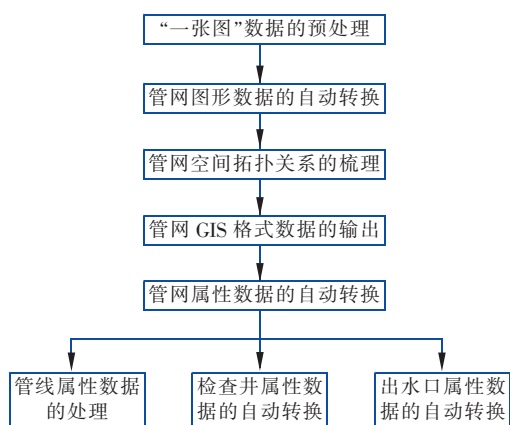 “一张图”数据的预处理
管网图形数据的自动转换
管网空间拓扑关系的梳理
管网 GIS 格式数据的输出
管网属性数据的自动转换
管线属性数据
的处理
检查井属性数
据的自动转换
出水口属性数
据的自动转换